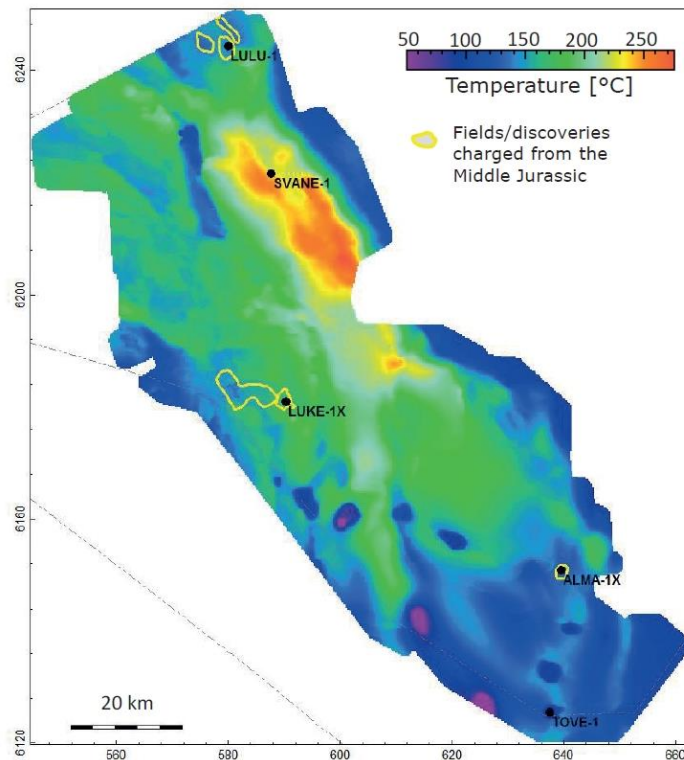 50 100 150 200 250
Temperature [°C]
Fields/discoveries
charged from the
Middle Jurassic
6240
LULU-1
SVANE-1
6200
LUKE-1X
6160
ALMA-1X
20 km
TOVE-1
6120
560 580 600 620 640 660